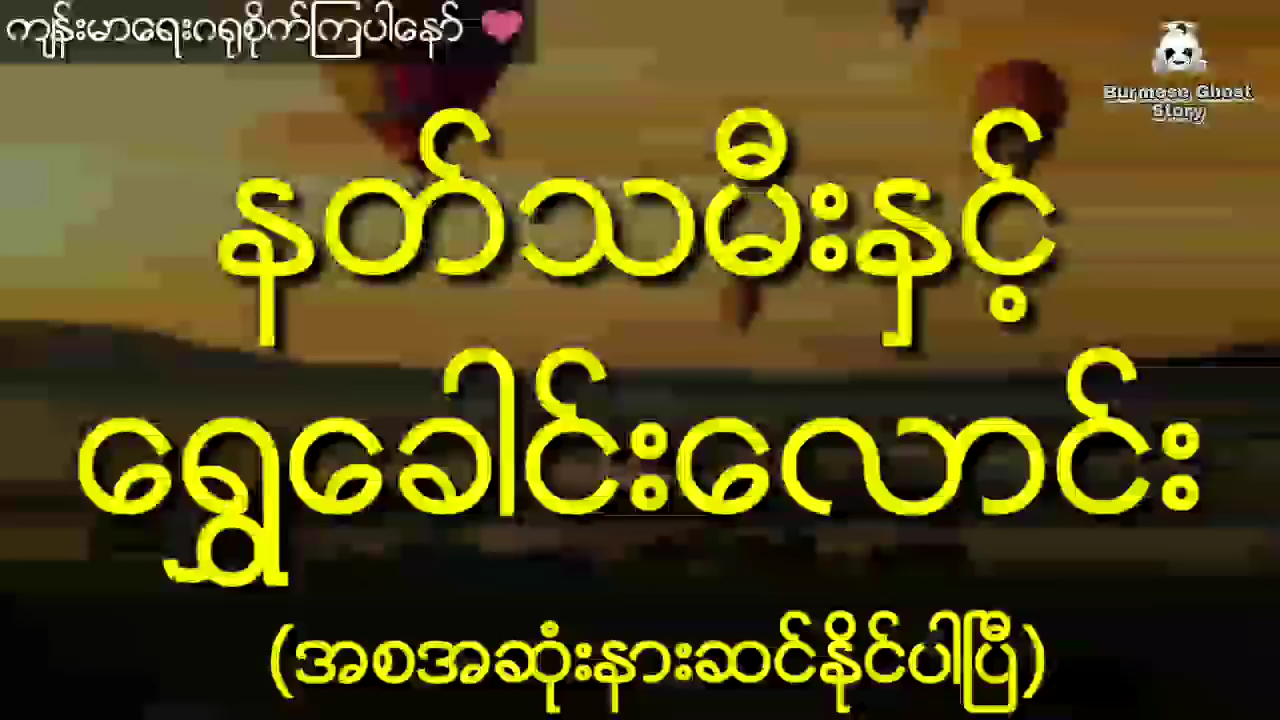 ကျန်းမာရေးဂရုစိုက်ကြပါနော် 💗
Burmese Ghost
Story
နတ်သမီးနှင့်
ရွှေခေါင်းလောင်း
(အစအဆုံးနားဆင်နိုင်ပါပြီ)